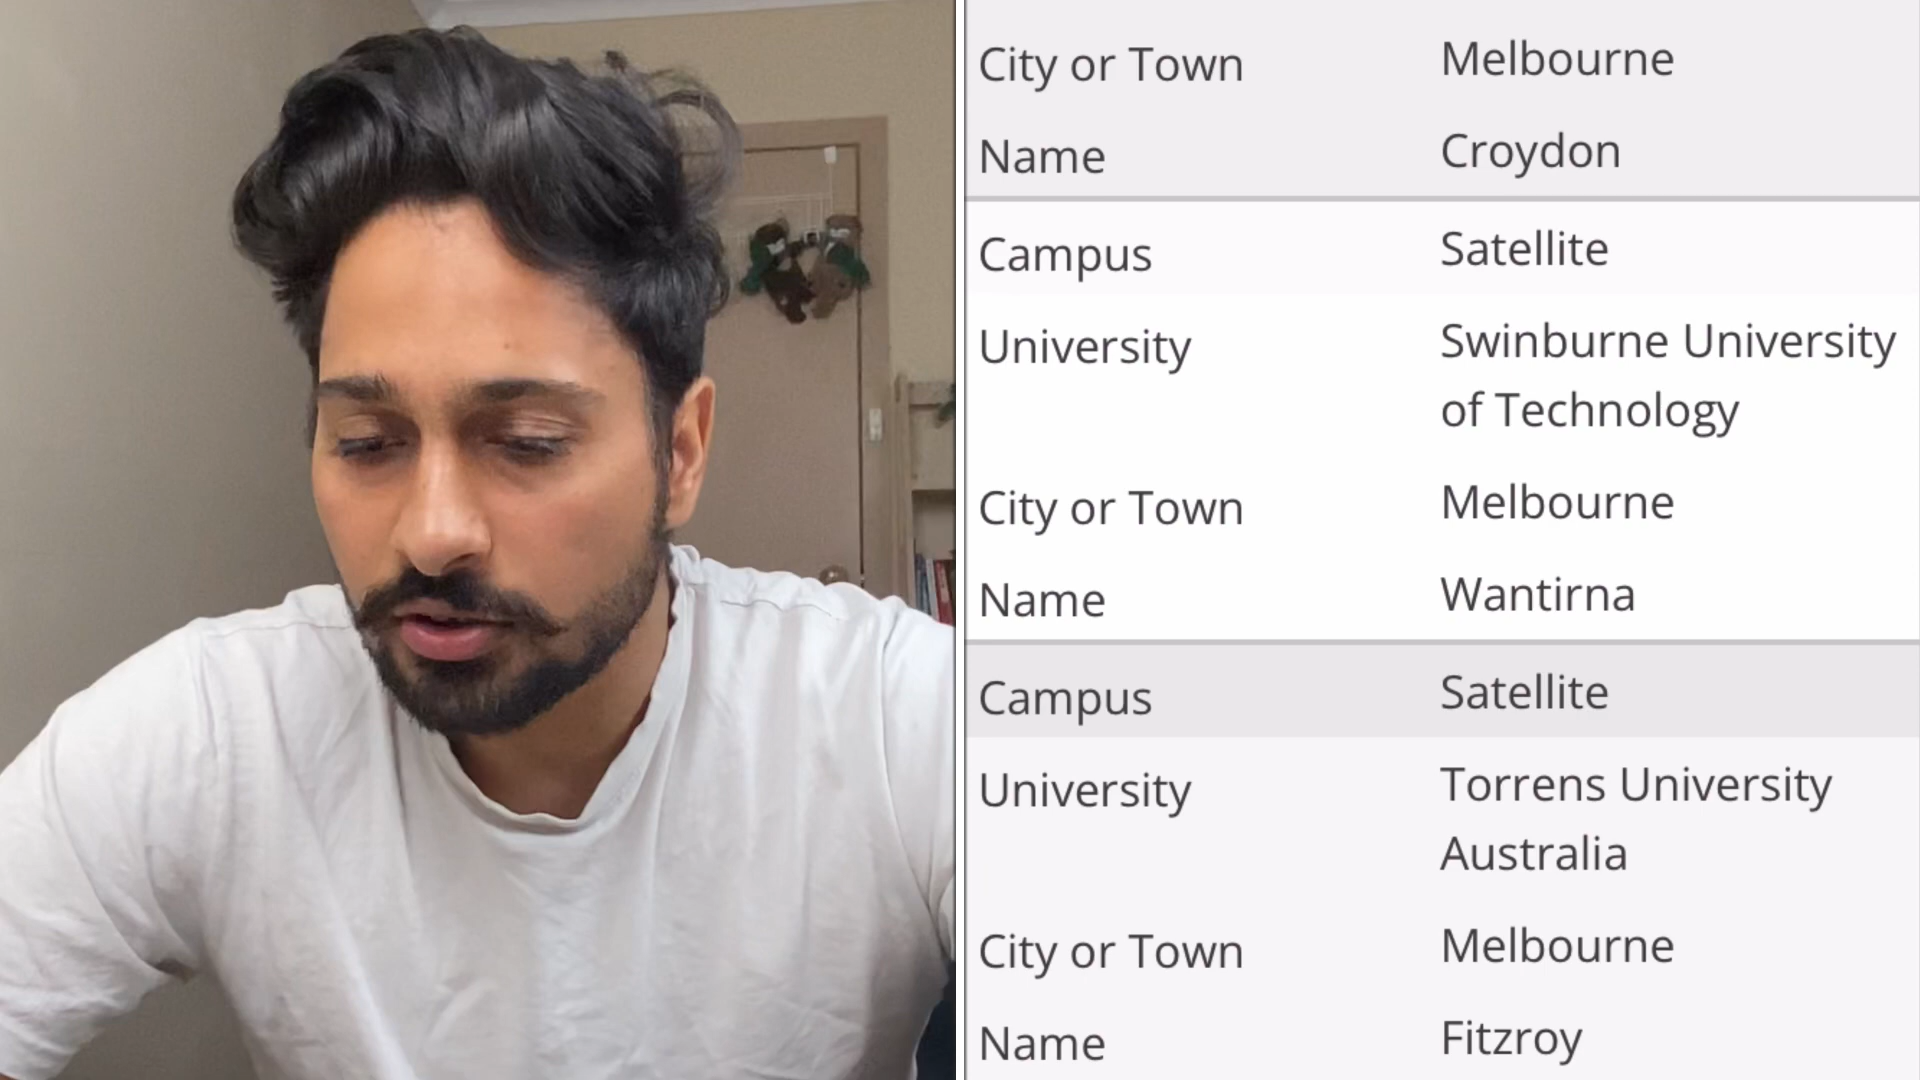 City or Town Melbourne
Name Croydon
Campus Satellite
University Swinburne University
of Technology
City or Town Melbourne
Name Wantirna
Campus Satellite
University Torrens University
Australia
City or Town Melbourne
Name Fitzroy